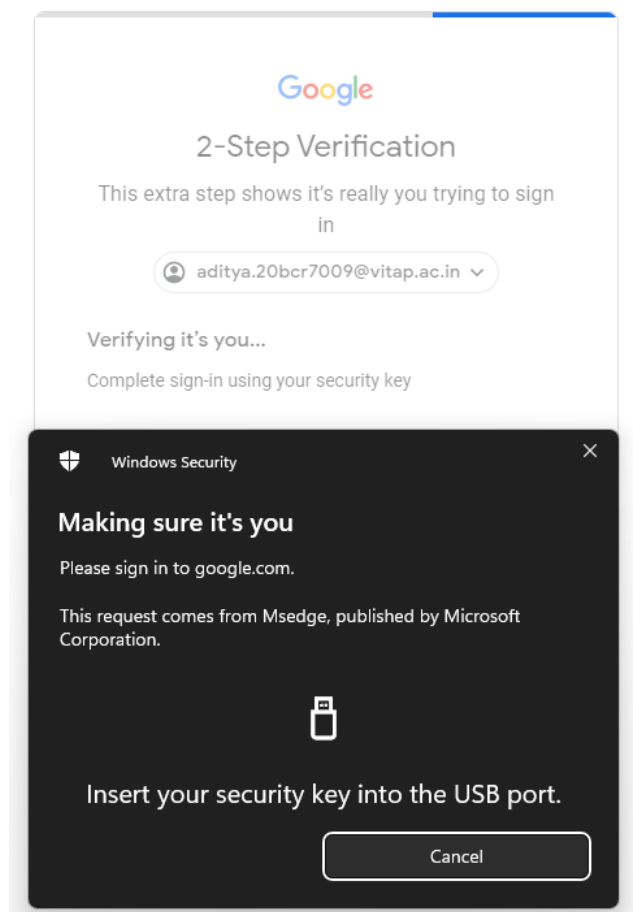 Google
2-Step Verification
This extra step shows it's really you trying to sign
in
aditya.20bcr7009@vitap.ac.in
Verifying it's you...
Complete sign-in using your security key
Windows Security
Making sure it's you
Please sign in to google.com.
This request comes from Msedge, published by Microsoft
Corporation.
Insert your security key into the USB port.
Cancel